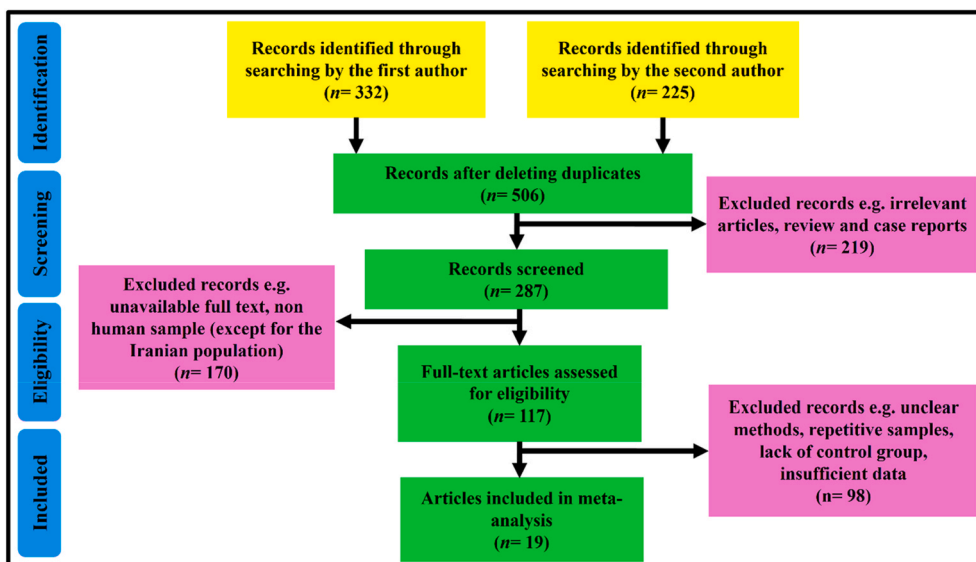 Identification
Records identified through
searching by the first author
(n= 332)
Records identified through
searching by the second author
(n= 225)
Records after deleting duplicates
(n= 506)
Screening
Excluded records e.g. irrelevant
articles, review and case reports
(n= 219)
Records screened
(n= 287)
Excluded records e.g.
unavailable full text, non
human sample (except for the
Iranian population)
(n= 170)
Eligibility
Full-text articles assessed
for eligibility
(n= 117)
Excluded records e.g. unclear
methods, repetitive samples,
lack of control group,
insufficient data
(n= 98)
Included
Articles included in meta-
analysis
(n= 19)